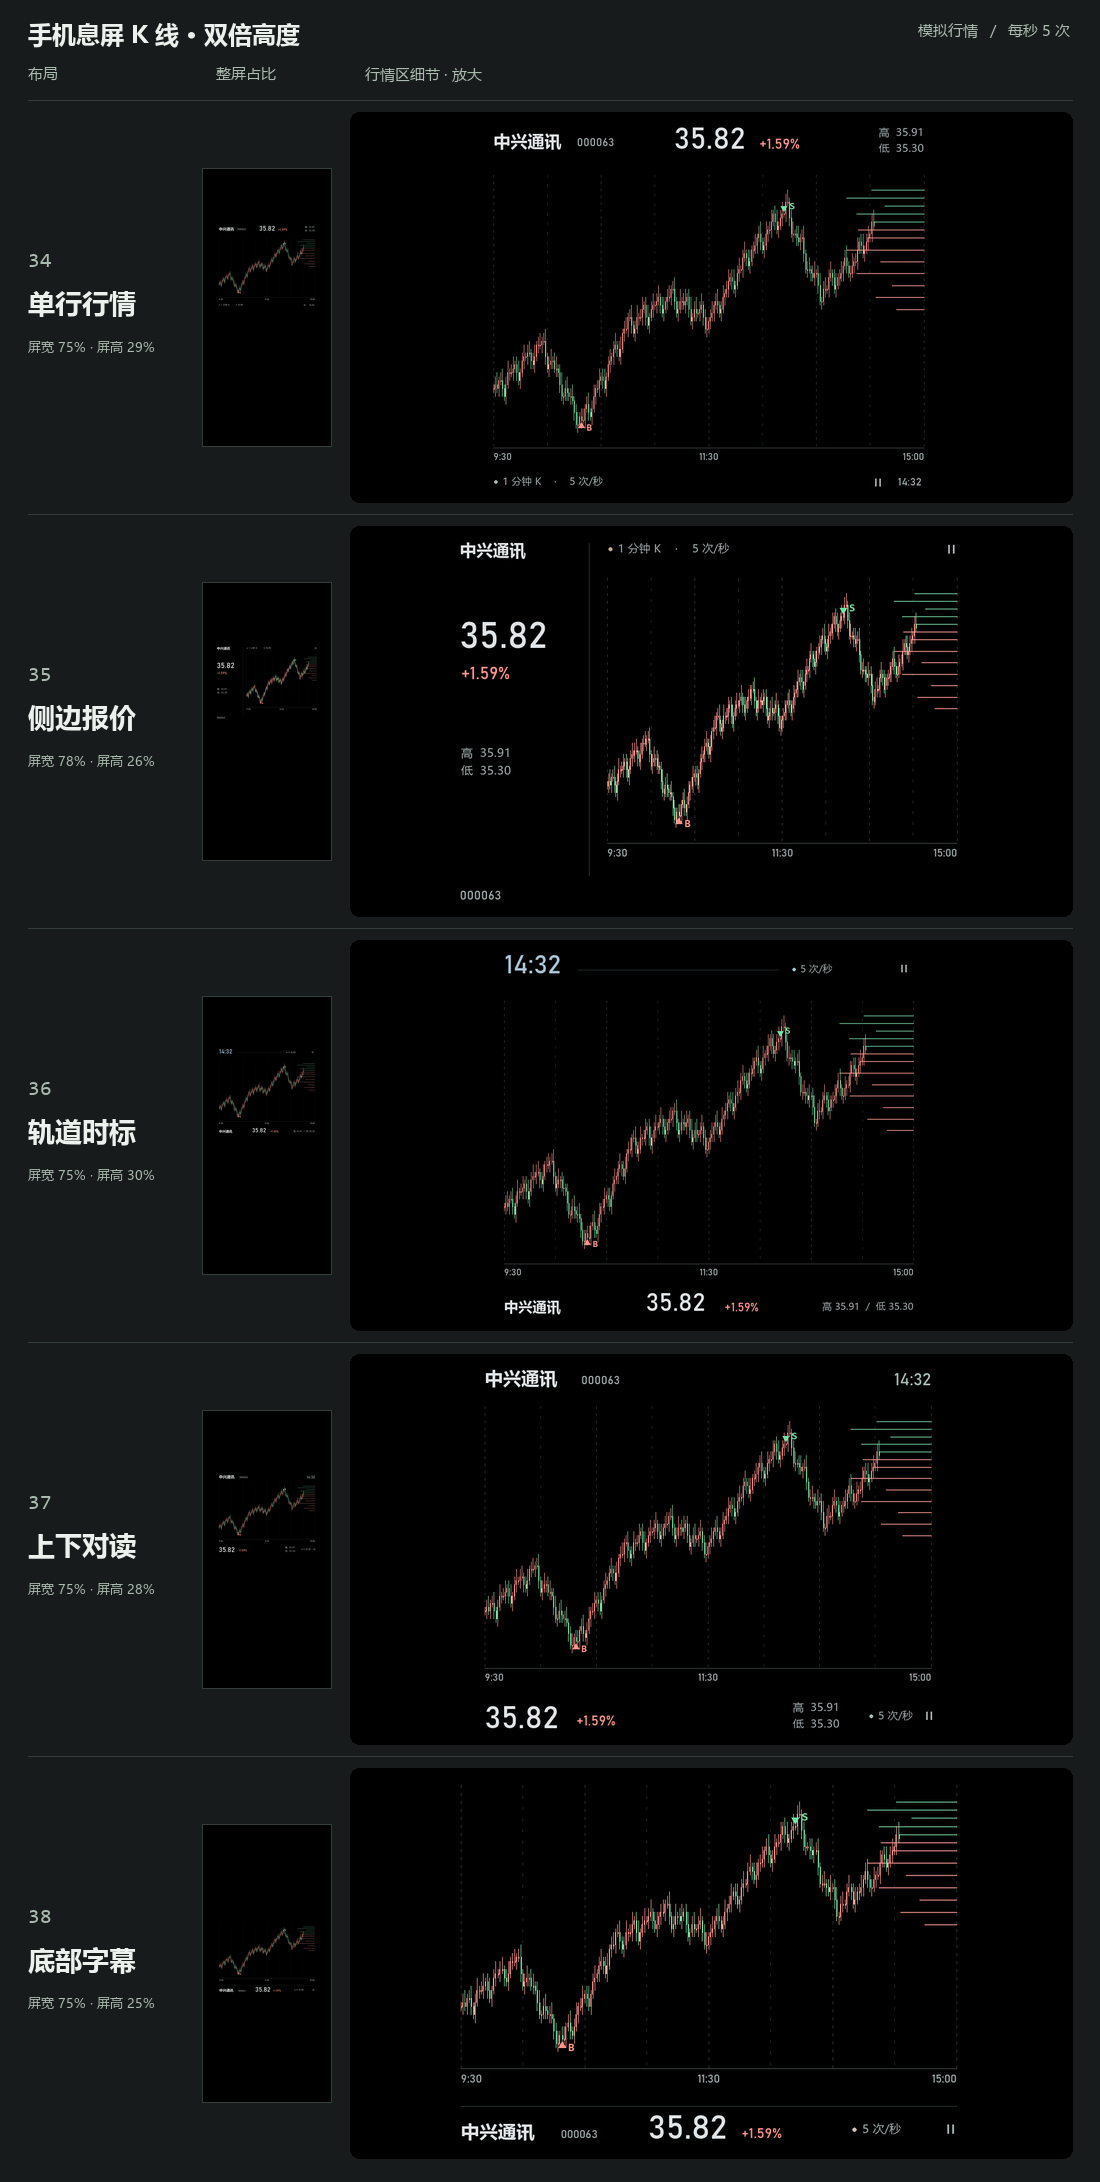 手机息屏 K 线 · 双倍高度
模拟行情 / 每秒 5 次
布局 整屏占比 行情区细节 · 放大
34
单行行情
屏宽 75% · 屏高 29%
中兴通讯 000063 35.82 +1.59%
高 35.91
低 35.30
S
B
9:30 11:30 15:00
1 分钟 K · 5 次/秒 14:32
35
侧边报价
屏宽 78% · 屏高 26%
中兴通讯
35.82
+1.59%
高 35.91
低 35.30
000063
1 分钟 K · 5 次/秒
S
B
9:30 11:30 15:00
36
轨道时标
屏宽 75% · 屏高 30%
14:32 5 次/秒
S
B
9:30 11:30 15:00
中兴通讯 35.82 +1.59% 高 35.91 / 低 35.30
37
上下对读
屏宽 75% · 屏高 28%
中兴通讯 000063 14:32
S
B
9:30 11:30 15:00
35.82 +1.59%
高 35.91
低 35.30
5 次/秒
38
底部字幕
屏宽 75% · 屏高 25%
S
B
9:30 11:30 15:00
中兴通讯 000063 35.82 +1.59% 5 次/秒